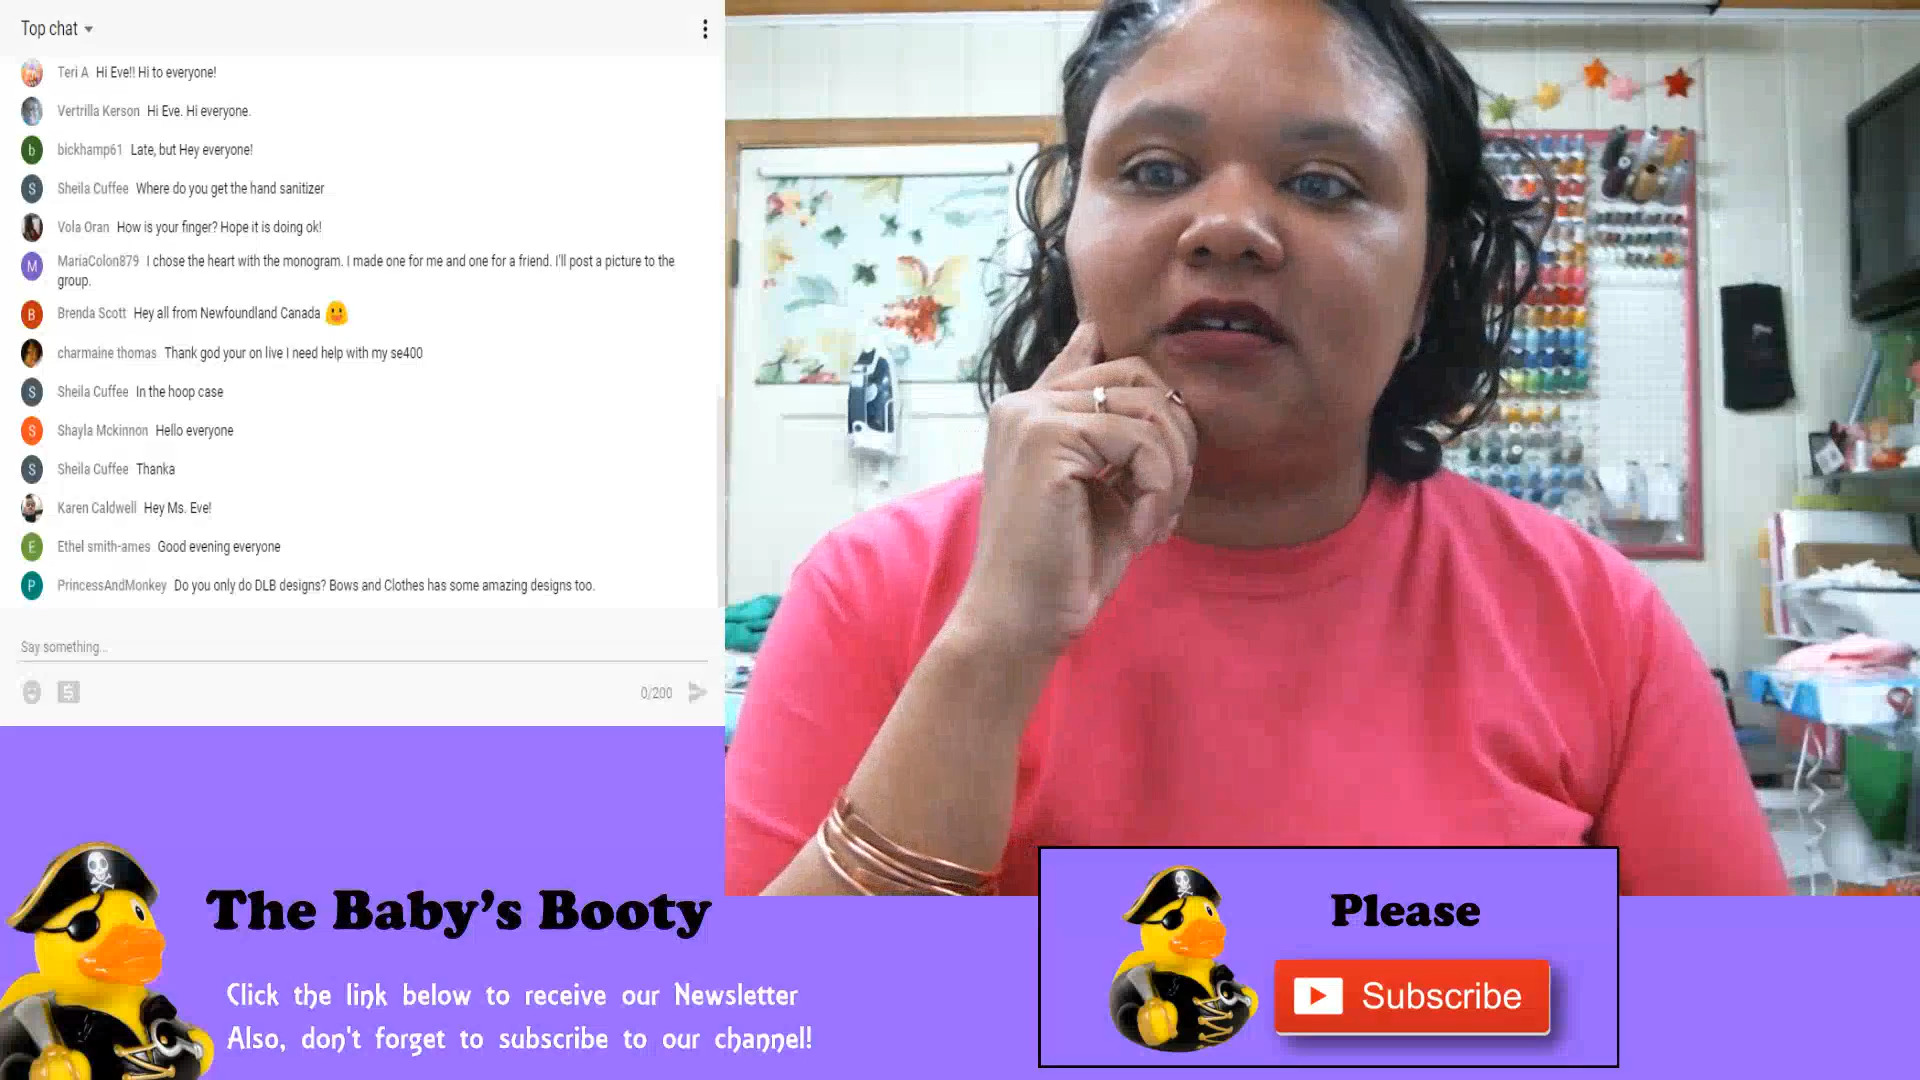 Top chat
Teri A Hi Eve!! Hi to everyone!
Vertrilla Kerson Hi Eve. Hi everyone.
b bickhamp61 Late, but Hey everyone!
S Sheila Cuffee Where do you get the hand sanitizer
Vola Oran How is your finger? Hope it is doing ok!
M MariaColon879 I chose the heart with the monogram. I made one for me and one for a friend. I'll post a picture to the
group.
B Brenda Scott Hey all from Newfoundland Canada
charmaine thomas Thank god your on live I need help with my se400
S Sheila Cuffee In the hoop case
S Shayla Mckinnon Hello everyone
S Sheila Cuffee Thanka
Karen Caldwell Hey Ms. Eve!
E Ethel smith-ames Good evening everyone
P PrincessAndMonkey Do you only do DLB designs? Bows and Clothes has some amazing designs too.
Say something...
0/200
The Baby's Booty
Click the link below to receive our Newsletter
Also, don't forget to subscribe to our channel!
Please
Subscribe